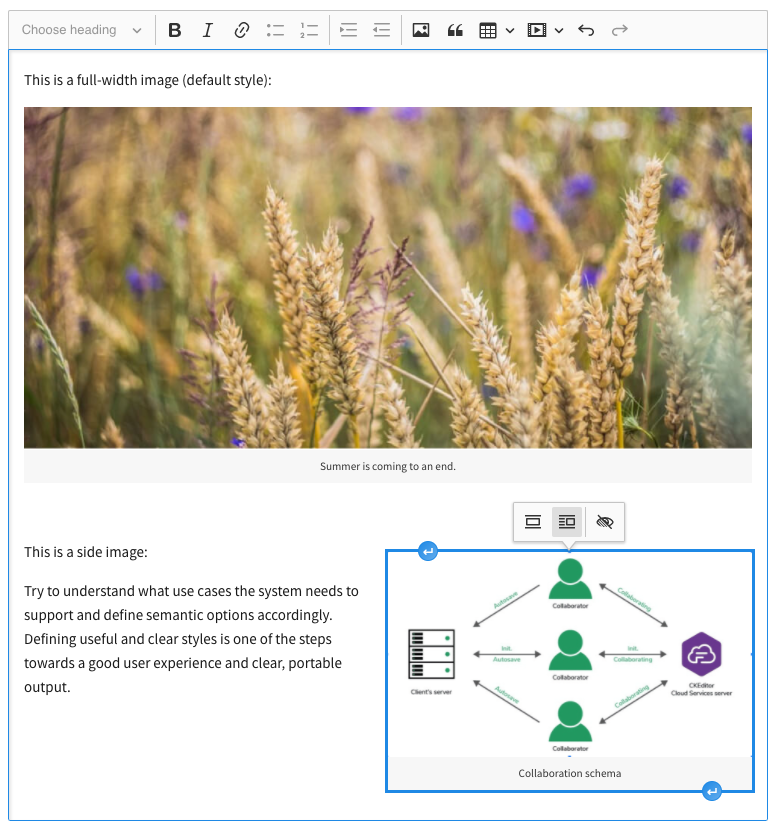 Choose heading
This is a full-width image (default style):
Summer is coming to an end.
This is a side image:
Try to understand what use cases the system needs to
support and define semantic options accordingly.
Defining useful and clear styles is one of the steps
towards a good user experience and clear, portable
output.
Collaborator
Autosave
Collaborating
Init.
Autosave
Init.
Collaborating
Collaborator
Client's server
CKEditor
Cloud Services server
Autosave
Collaborating
Collaborator
Collaboration schema